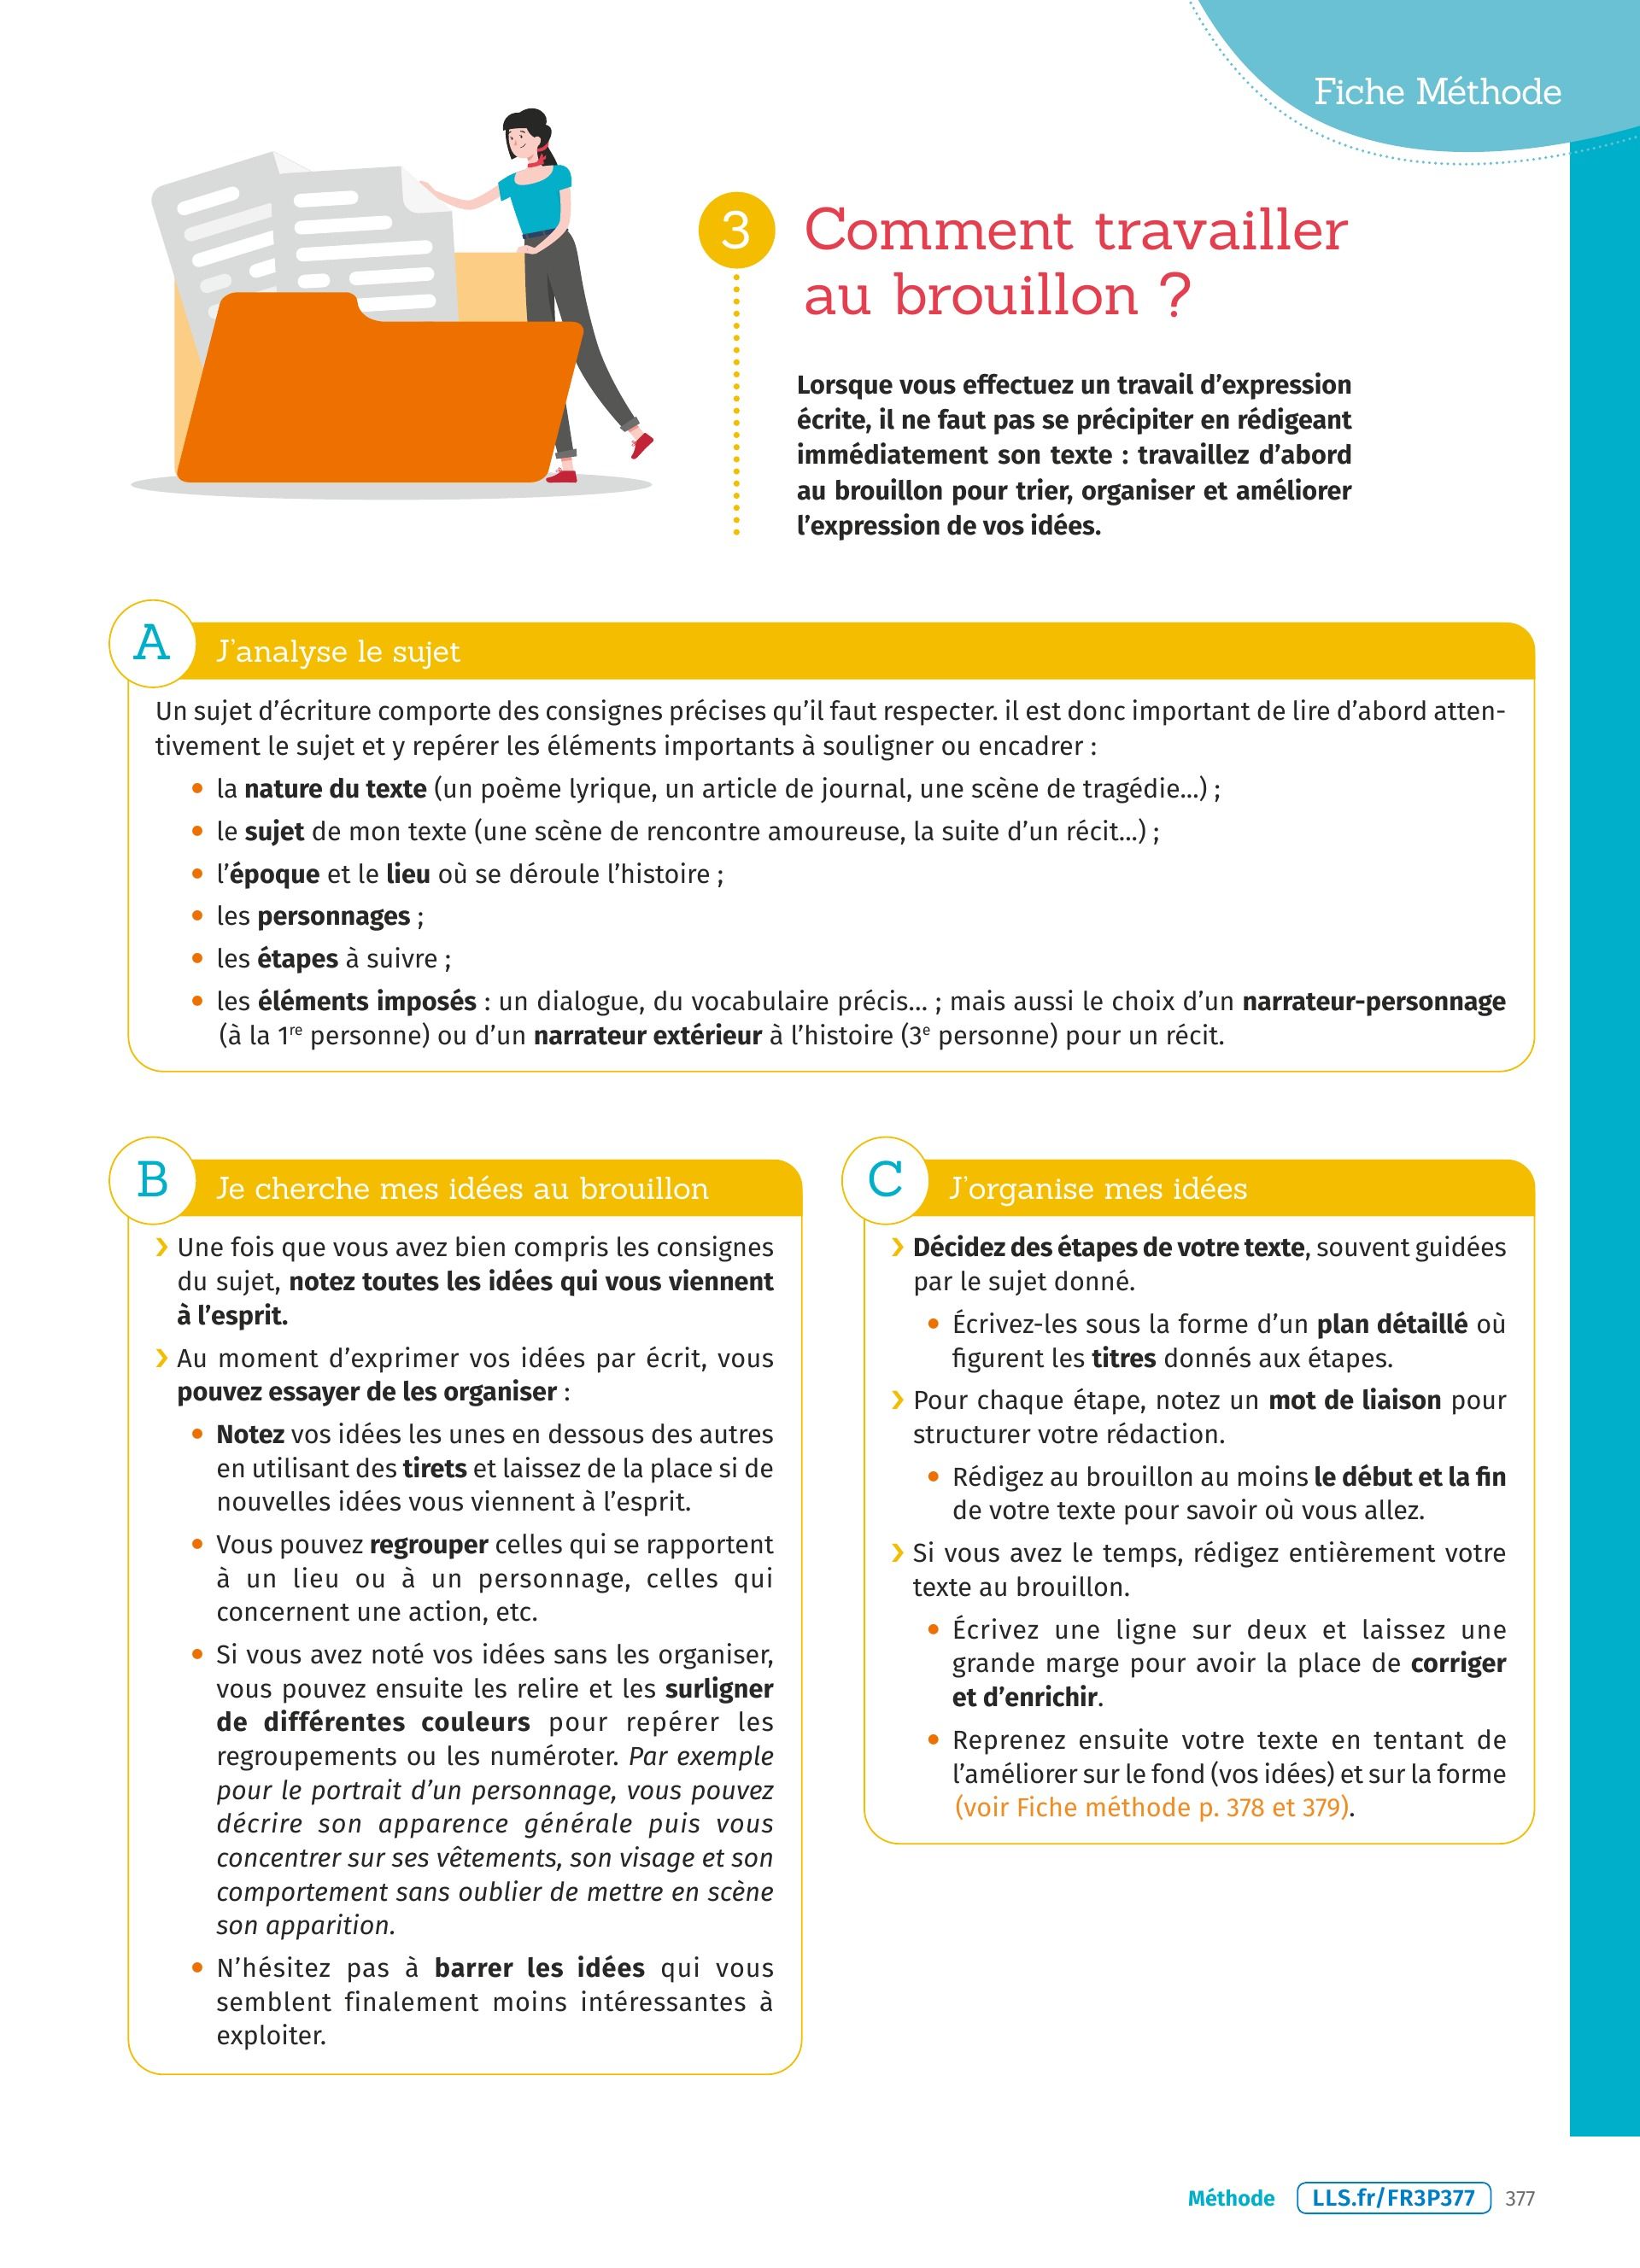 Fiche Méthode
3
Comment travailler
au brouillon ?
Lorsque vous effectuez un travail d’expression
écrite, il ne faut pas se précipiter en rédigeant
immédiatement son texte : travaillez d’abord
au brouillon pour trier, organiser et améliorer
l’expression de vos idées.
A
J’analyse le sujet
Un sujet d’écriture comporte des consignes précises qu’il faut respecter. il est donc important de lire d’abord atten-
tivement le sujet et y repérer les éléments importants à souligner ou encadrer :
• la nature du texte (un poème lyrique, un article de journal, une scène de tragédie...) ;
• le sujet de mon texte (une scène de rencontre amoureuse, la suite d’un récit...) ;
• l’époque et le lieu où se déroule l’histoire ;
• les personnages ;
• les étapes à suivre ;
• les éléments imposés : un dialogue, du vocabulaire précis... ; mais aussi le choix d’un narrateur-personnage
(à la 1re personne) ou d’un narrateur extérieur à l’histoire (3e personne) pour un récit.
B
Je cherche mes idées au brouillon
› Une fois que vous avez bien compris les consignes
du sujet, notez toutes les idées qui vous viennent
à l’esprit.
› Au moment d’exprimer vos idées par écrit, vous
pouvez essayer de les organiser :
• Notez vos idées les unes en dessous des autres
en utilisant des tirets et laissez de la place si de
nouvelles idées vous viennent à l’esprit.
• Vous pouvez regrouper celles qui se rapportent
à un lieu ou à un personnage, celles qui
concernent une action, etc.
• Si vous avez noté vos idées sans les organiser,
vous pouvez ensuite les relire et les surligner
de différentes couleurs pour repérer les
regroupements ou les numéroter. Par exemple
pour le portrait d’un personnage, vous pouvez
décrire son apparence générale puis vous
concentrer sur ses vêtements, son visage et son
comportement sans oublier de mettre en scène
son apparition.
• N’hésitez pas à barrer les idées qui vous
semblent finalement moins intéressantes à
exploiter.
C
J’organise mes idées
› Décidez des étapes de votre texte, souvent guidées
par le sujet donné.
• Écrivez-les sous la forme d’un plan détaillé où
figurent les titres donnés aux étapes.
› Pour chaque étape, notez un mot de liaison pour
structurer votre rédaction.
• Rédigez au brouillon au moins le début et la fin
de votre texte pour savoir où vous allez.
› Si vous avez le temps, rédigez entièrement votre
texte au brouillon.
• Écrivez une ligne sur deux et laissez une
grande marge pour avoir la place de corriger
et d’enrichir.
• Reprenez ensuite votre texte en tentant de
l’améliorer sur le fond (vos idées) et sur la forme
(voir Fiche méthode p. 378 et 379).
Méthode LLS.fr/FR3P377 377